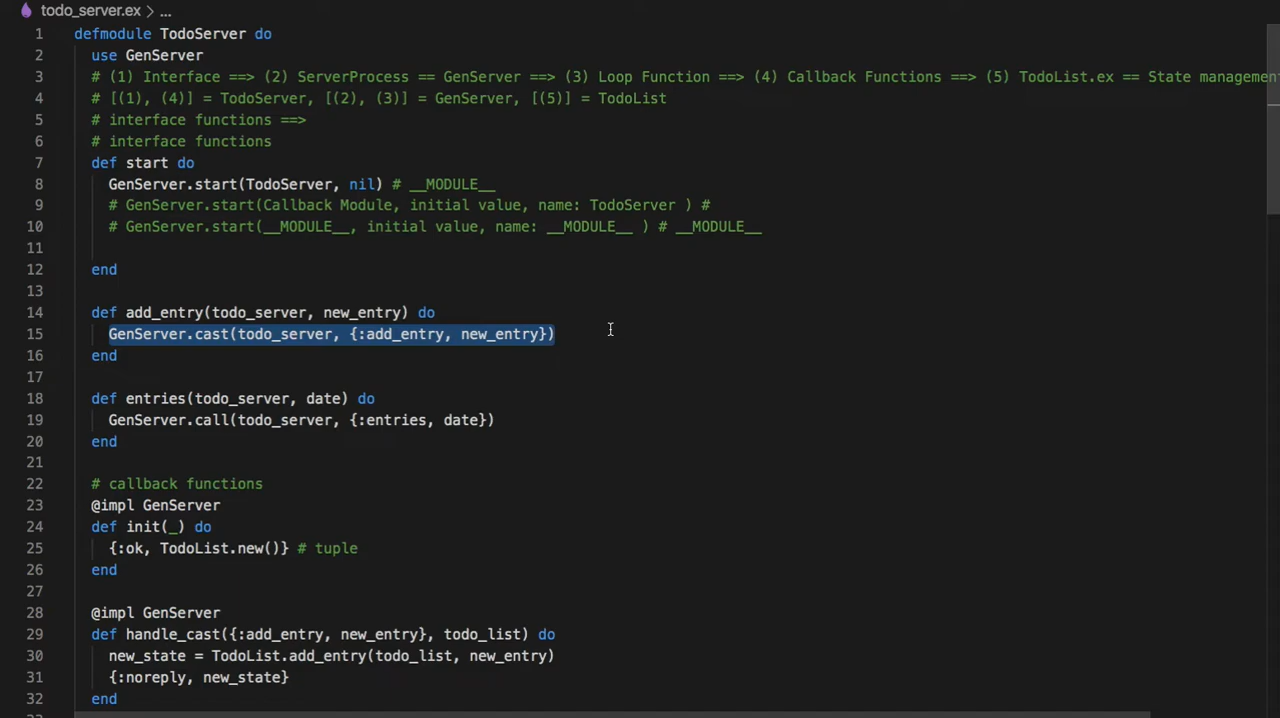 todo_server.ex > ...
1 defmodule TodoServer do
2 use GenServer
3 # (1) Interface ==> (2) ServerProcess == GenServer ==> (3) Loop Function ==> (4) Callback Functions ==> (5) TodoList.ex == State managemen
4 # [(1), (4)] = TodoServer, [(2), (3)] = GenServer, [(5)] = TodoList
5 # interface functions ==>
6 # interface functions
7 def start do
8 GenServer.start(TodoServer, nil) # __MODULE__
9 # GenServer.start(Callback Module, initial value, name: TodoServer ) #
10 # GenServer.start(__MODULE__, initial value, name: __MODULE__ ) # __MODULE__
11
12 end
13
14 def add_entry(todo_server, new_entry) do
15 GenServer.cast(todo_server, {:add_entry, new_entry})
16 end
17
18 def entries(todo_server, date) do
19 GenServer.call(todo_server, {:entries, date})
20 end
21
22 # callback functions
23 @impl GenServer
24 def init(_) do
25 {:ok, TodoList.new()} # tuple
26 end
27
28 @impl GenServer
29 def handle_cast({:add_entry, new_entry}, todo_list) do
30 new_state = TodoList.add_entry(todo_list, new_entry)
31 {:noreply, new_state}
32 end